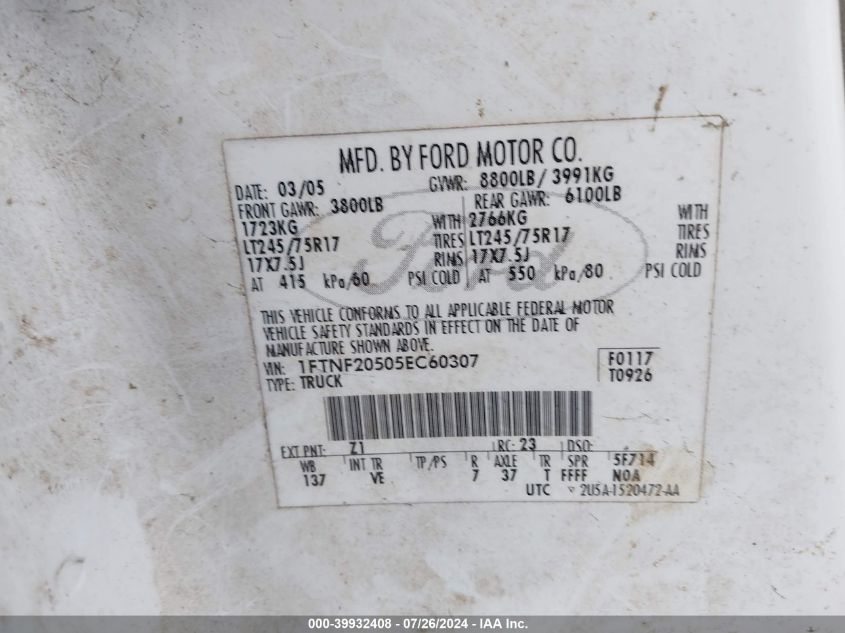 MFD. BY FORD MOTOR CO.
DATE: 03/05 GVWR: 8800LB/ 3991KG
FRONT GAWR: 3800LB REAR GAWR: 6100LB
1723KG WITH 2766KG WITH
LT245/75R17 TIRES LT245/75R17 TIRES
17X7.5J RIMS 17X7.5J RIMS
AT 415 kPa/60 PSI COLD AT 550 kPa/80 PSI COLD
Ford
THIS VEHICLE CONFORMS TO ALL APPLICABLE FEDERAL MOTOR
VEHICLE SAFETY STANDARDS IN EFFECT ON THE DATE OF
MANUFACTURE SHOWN ABOVE.
VIN: 1FTNF20505EC60307 F0117
TYPE: TRUCK T0926
EXT PNT: Z1 RC: 23 DSO:
WB INT TR TP/PS R AXLE TR SPR 5F714
137 VE 7 37 T FFFF N0A
UTC 2U5A-1520472-AA
000-39932408 - 07/26/2024 - IAA Inc.